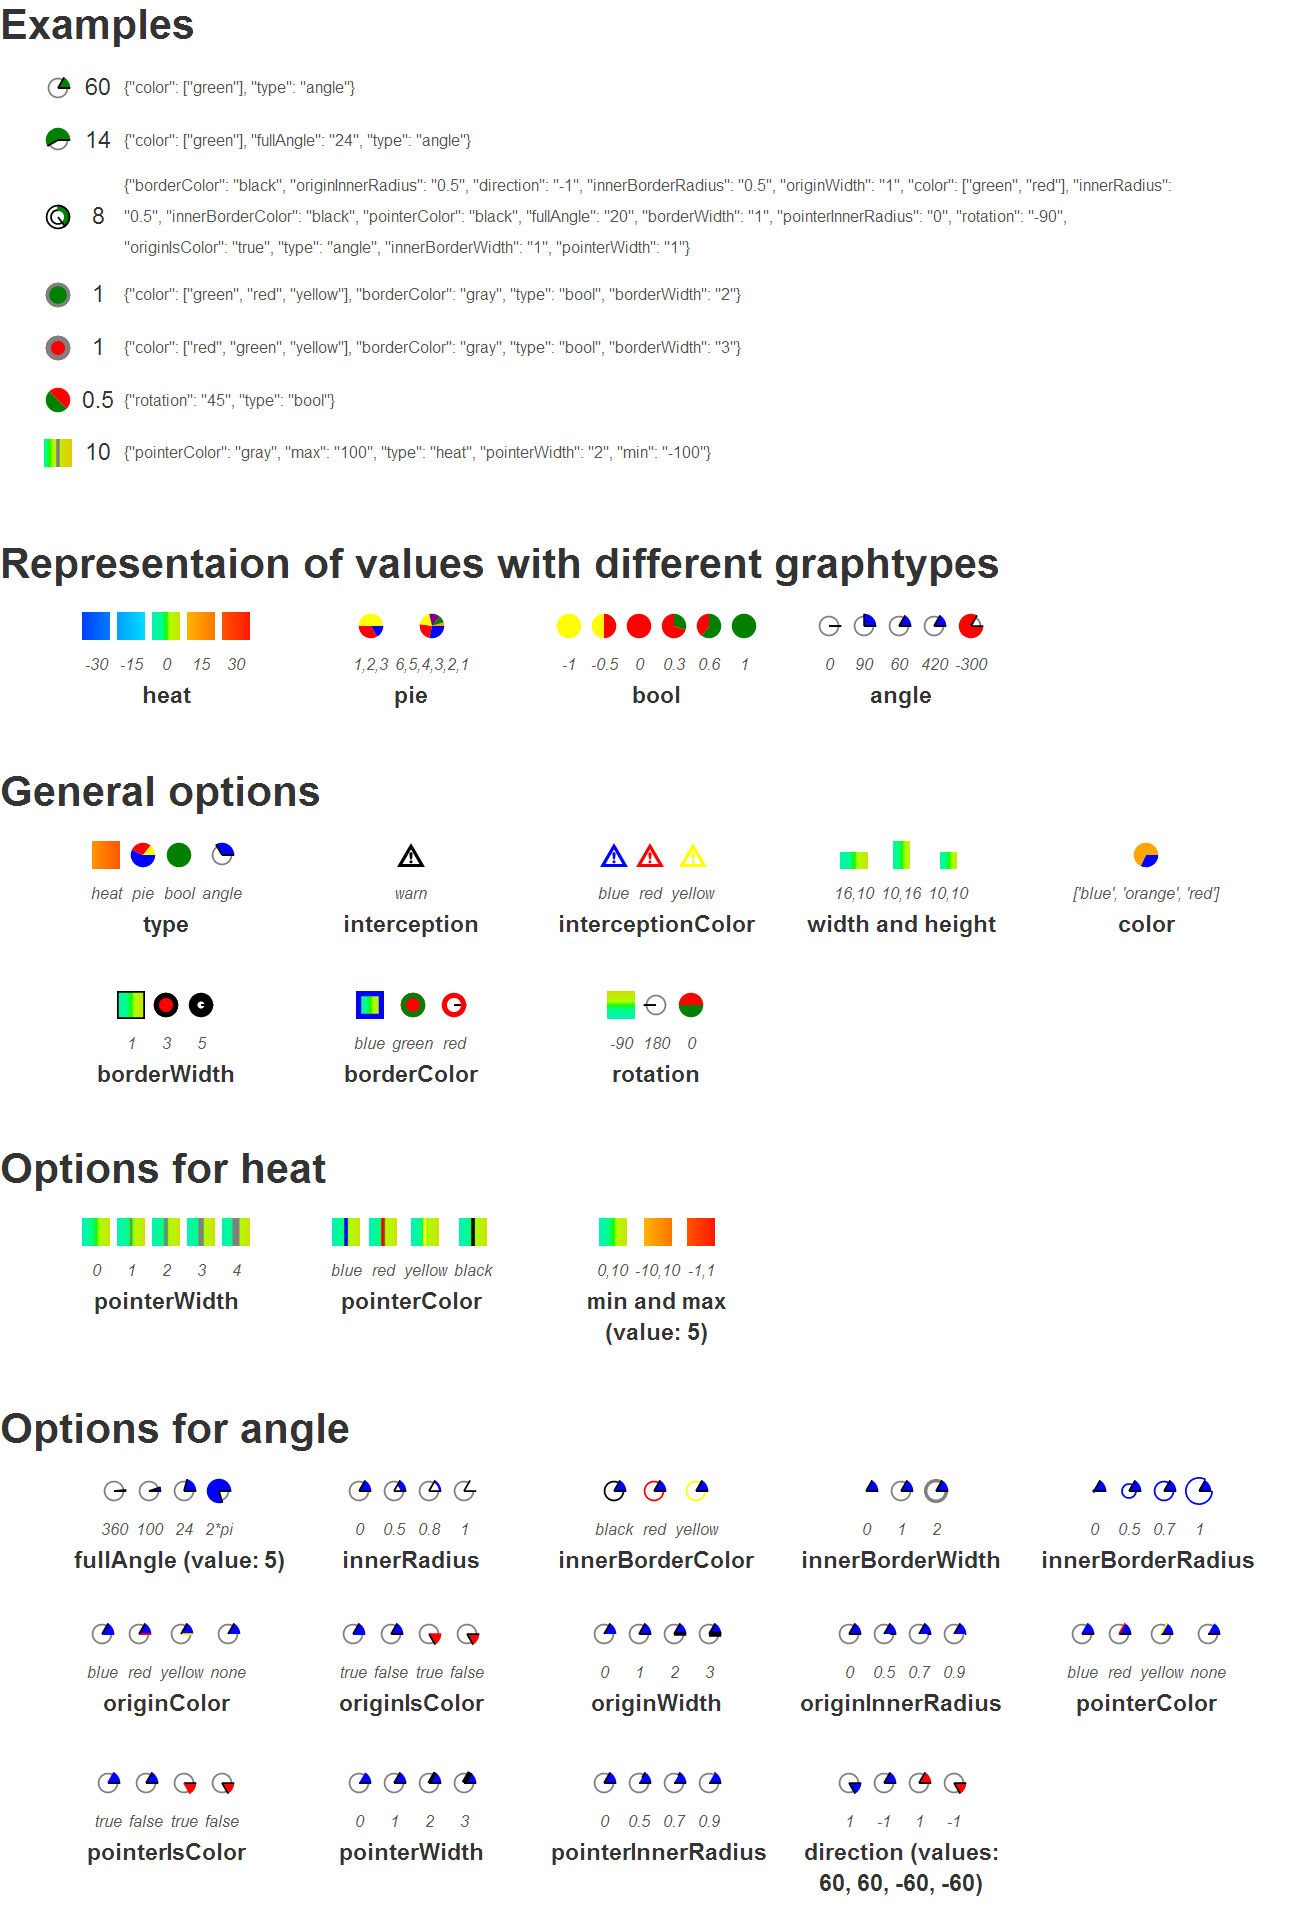 Examples
60 {"color": ["green"], "type": "angle"}
14 {"color": ["green"], "fullAngle": "24", "type": "angle"}
{"borderColor": "black", "originInnerRadius": "0.5", "direction": "-1", "innerBorderRadius": "0.5", "originWidth": "1", "color": ["green", "red"], "innerRadius":
8 "0.5", "innerBorderColor": "black", "pointerColor": "black", "fullAngle": "20", "borderWidth": "1", "pointerInnerRadius": "0", "rotation": "-90",
"originIsColor": "true", "type": "angle", "innerBorderWidth": "1", "pointerWidth": "1"}
1 {"color": ["green", "red", "yellow"], "borderColor": "gray", "type": "bool", "borderWidth": "2"}
1 {"color": ["red", "green", "yellow"], "borderColor": "gray", "type": "bool", "borderWidth": "3"}
0.5 {"rotation": "45", "type": "bool"}
10 {"pointerColor": "gray", "max": "100", "type": "heat", "pointerWidth": "2", "min": "-100"}
Representaion of values with different graphtypes
-30 -15 0 15 30 1,2,3 6,5,4,3,2,1 -1 -0.5 0 0.3 0.6 1 0 90 60 420 -300
heat pie bool angle
General options
heat pie bool angle warn blue red yellow 16,10 10,16 10,10 ['blue', 'orange', 'red']
type interception interceptionColor width and height color
1 3 5 blue green red -90 180 0
borderWidth borderColor rotation
Options for heat
0 1 2 3 4 blue red yellow black 0,10 -10,10 -1,1
pointerWidth pointerColor min and max
(value: 5)
Options for angle
360 100 24 2*pi 0 0.5 0.8 1 black red yellow 0 1 2 0 0.5 0.7 1
fullAngle (value: 5) innerRadius innerBorderColor innerBorderWidth innerBorderRadius
blue red yellow none true false true false 0 1 2 3 0 0.5 0.7 0.9 blue red yellow none
originColor originIsColor originWidth originInnerRadius pointerColor
true false true false 0 1 2 3 0 0.5 0.7 0.9 1 -1 1 -1
pointerIsColor pointerWidth pointerInnerRadius direction (values:
60, 60, -60, -60)